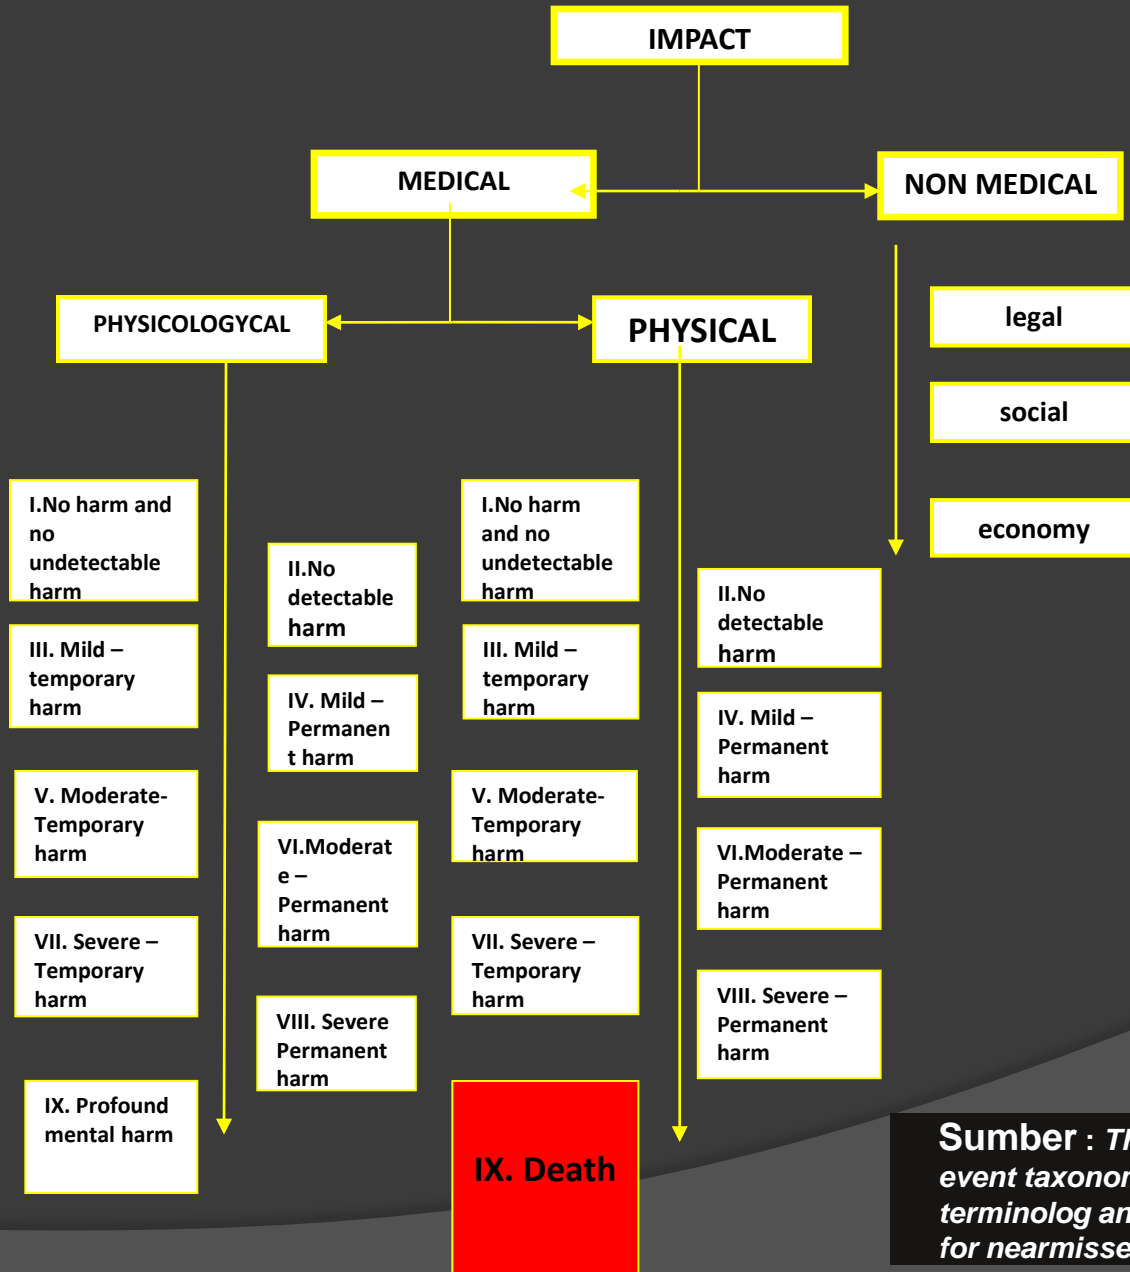 IMPACT
MEDICAL
NON MEDICAL
PHYSICOLOGYCAL
PHYSICAL
legal
social
economy
I.No harm and
no
undetectable
harm
II.No
detectable
harm
III. Mild –
temporary
harm
IV. Mild –
Permanen
t harm
V. Moderate-
Temporary
harm
VI.Moderat
e –
Permanent
harm
VII. Severe –
Temporary
harm
VIII. Severe
Permanent
harm
IX. Profound
mental harm
I.No harm
and no
undetectable
harm
II.No
detectable
harm
III. Mild –
temporary
harm
IV. Mild –
Permanent
harm
V. Moderate-
Temporary
harm
VI.Moderate –
Permanent
harm
VII. Severe –
Temporary
harm
VIII. Severe –
Permanent
harm
IX. Death
Sumber :
event
terminolog
for